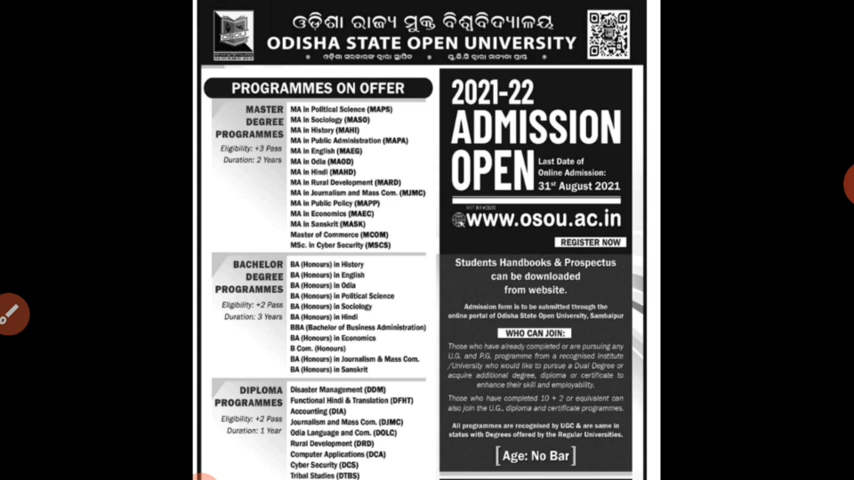 ଓଡ଼ିଶା ରାଜ୍ୟ ମୁକ୍ତ ବିଶ୍ୱବିଦ୍ୟାଳୟ
ODISHA STATE OPEN UNIVERSITY
PROGRAMMES ON OFFER
MASTER DEGREE PROGRAMMES
Eligibility: +3 Pass
Duration: 2 Years
MA in Political Science (MAPS)
MA in Sociology (MASO)
MA in History (MAHI)
MA in Public Administration (MAPA)
MA in English (MAEG)
MA in Odia (MAOD)
MA in Hindi (MAHD)
MA in Rural Development (MARD)
MA in Journalism and Mass Com. (MJMC)
MA in Public Policy (MAPP)
MA in Economics (MAEC)
MA in Sanskrit (MASK)
Master of Commerce (MCOM)
MSc. in Cyber Security (MSCS)
BACHELOR DEGREE PROGRAMMES
Eligibility: +2 Pass
Duration: 3 Years
BA (Honours) in History
BA (Honours) in English
BA (Honours) in Odia
BA (Honours) in Political Science
BA (Honours) in Sociology
BA (Honours) in Hindi
BBA (Bachelor of Business Administration)
BA (Honours) in Economics
B Com. (Honours)
BA (Honours) in Journalism & Mass Com.
BA (Honours) in Sanskrit
DIPLOMA PROGRAMMES
Eligibility: +2 Pass
Duration: 1 Year
Disaster Management (DDM)
Functional Hindi & Translation (DFHT)
Accounting (DIA)
Journalism and Mass Com. (DJMC)
Odia Language and Com. (DOLC)
Rural Development (DRD)
Computer Applications (DCA)
Cyber Security (DCS)
Tribal Studies (DTBS)
2021-22
ADMISSION
OPEN
Last Date of
Online Admission:
31st August 2021
www.osou.ac.in
REGISTER NOW
Students Handbooks & Prospectus
can be downloaded
from website.
Admission form is to be submitted through the
online portal of Odisha State Open University, Sambalpur
WHO CAN JOIN:
Those who have already completed or are pursuing any
U.G. and P.G. programme from a recognised Institute
/University who would like to pursue a Dual Degree or
acquire additional degree, diploma or certificate to
enhance their skill and employability.
Those who have completed 10 + 2 or equivalent can
also join the U.G., diploma and certificate programmes.
All programmes are recognised by UGC & are same in
status with Degrees offered by the Regular Universities.
[Age: No Bar]